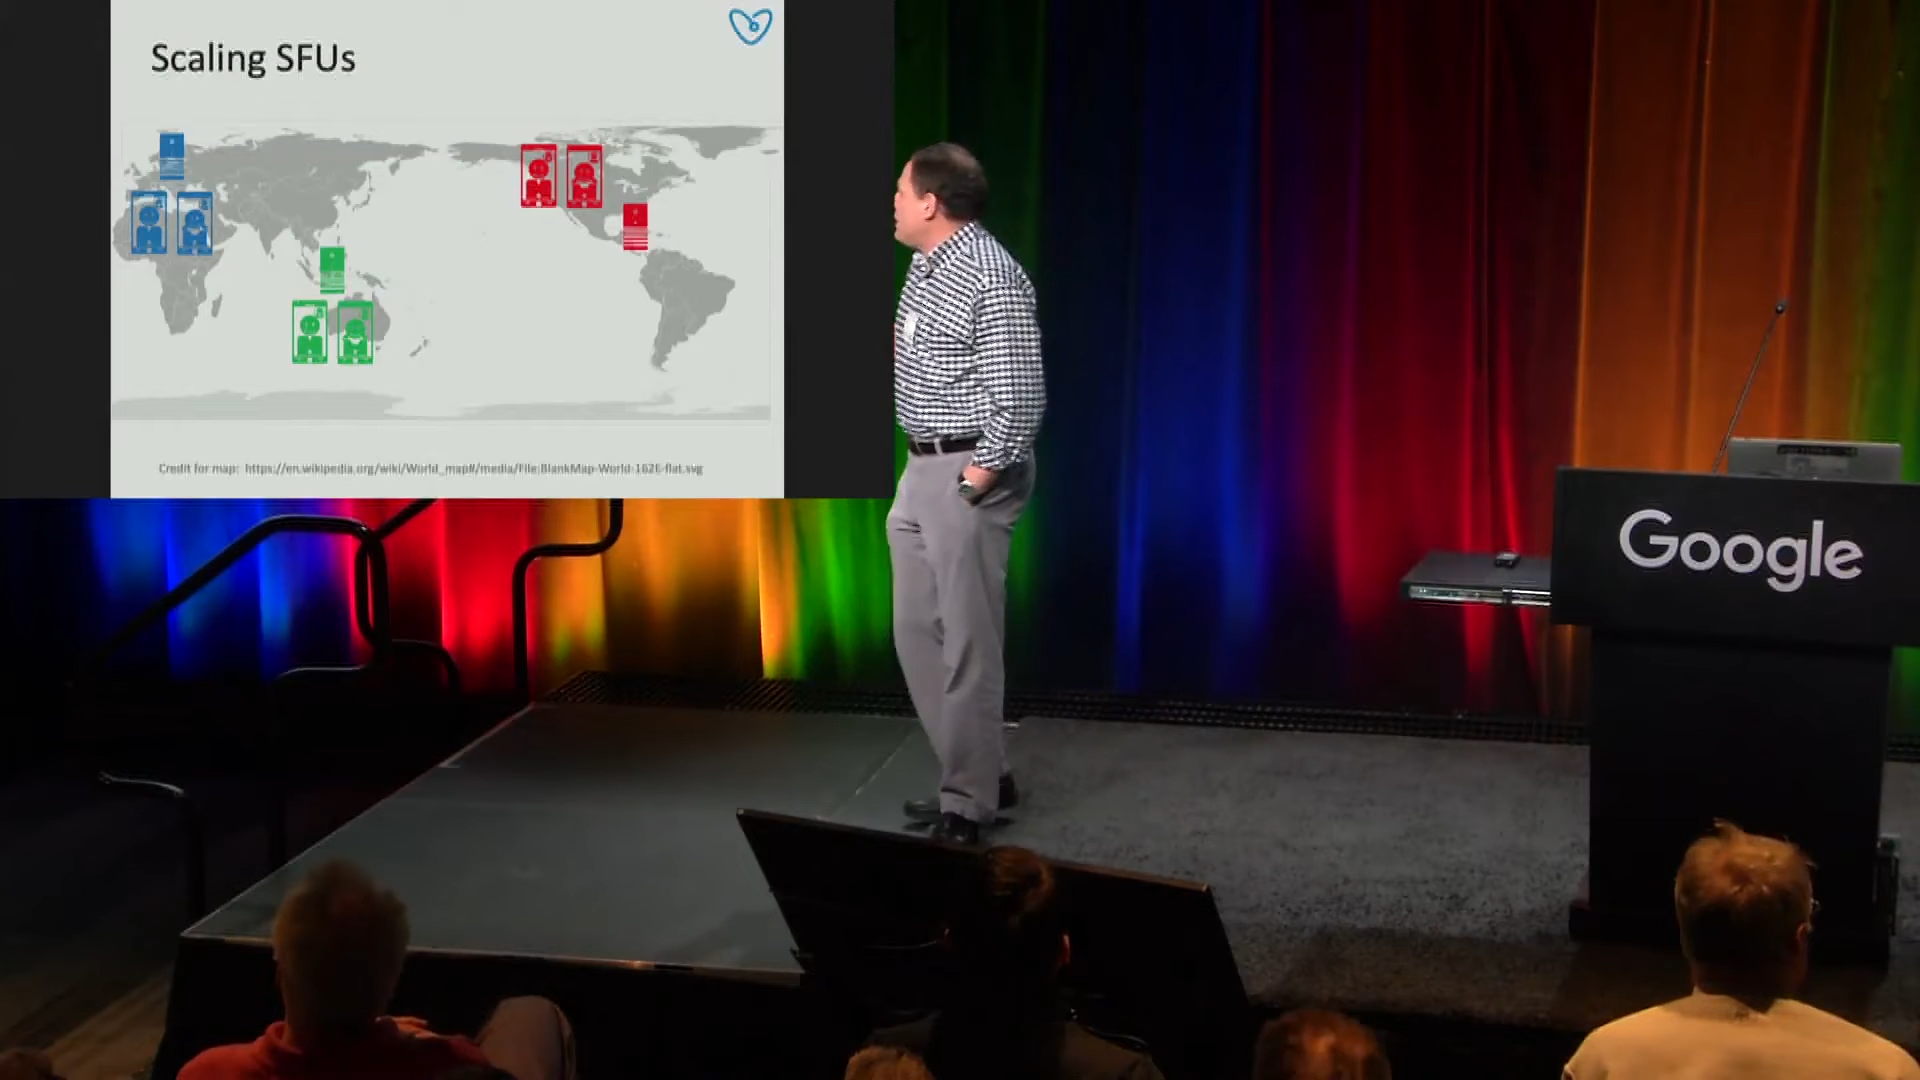 Scaling SFUs
Credit for map: https://en.wikipedia.org/wiki/World_map#/media/File:BlankMap-World-162E-flat.svg
Google